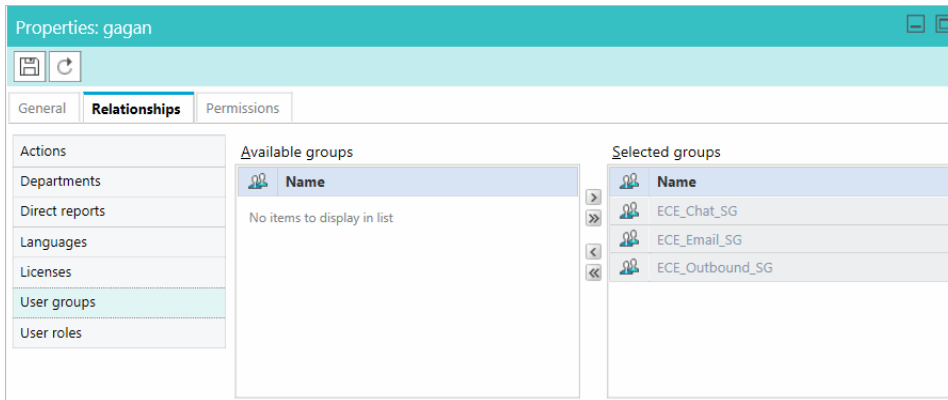 Properties: gagan
General
Relationships
Permissions
Actions
Departments
Direct reports
Languages
Licenses
User groups
User roles
Available groups
Name
No items to display in list
Selected groups
Name
ECE_Chat_SG
ECE_Email_SG
ECE_Outbound_SG